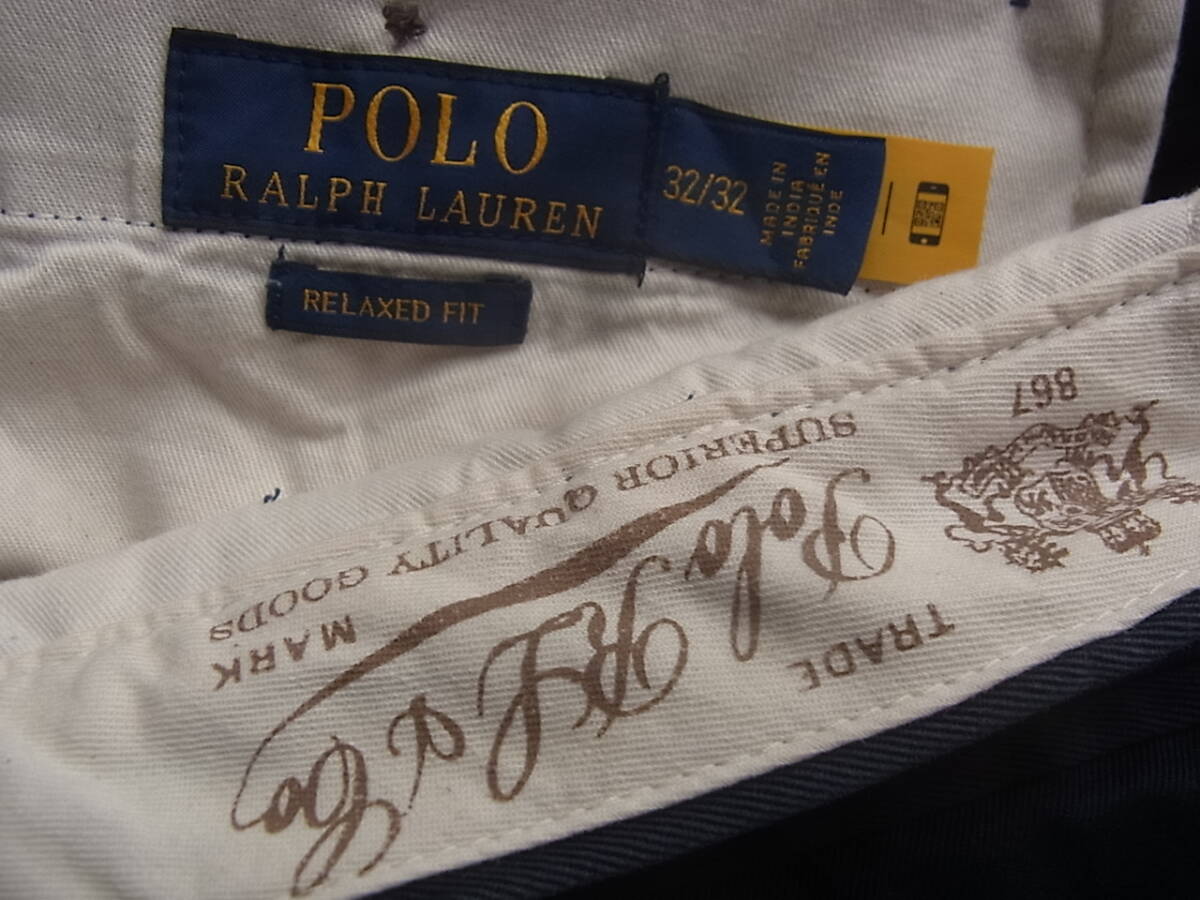 POLO
RALPH LAUREN
32/32
MADE IN
INDIA
FABRIQUÉ EN
INDE
RELAXED FIT
867
TRADE MARK
Polo RL & Co
SUPERIOR QUALITY GOODS